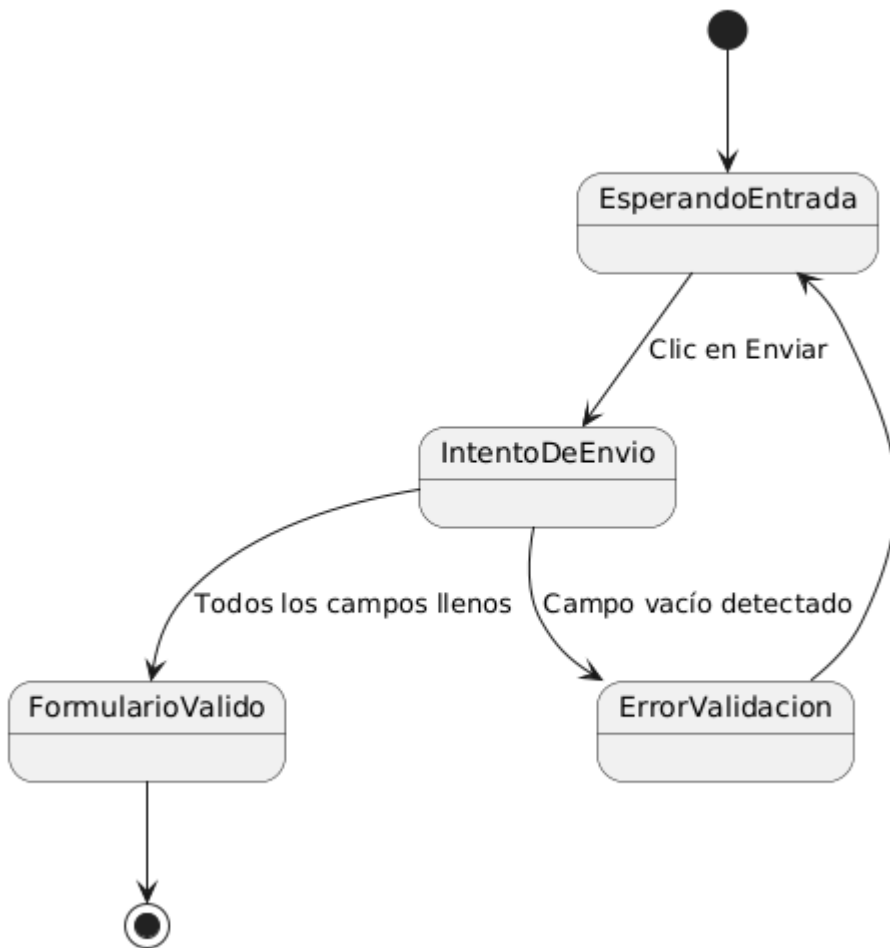 EsperandoEntrada
Clic en Enviar
IntentoDeEnvio
Todos los campos llenos
Campo vacío detectado
FormularioValido
ErrorValidacion